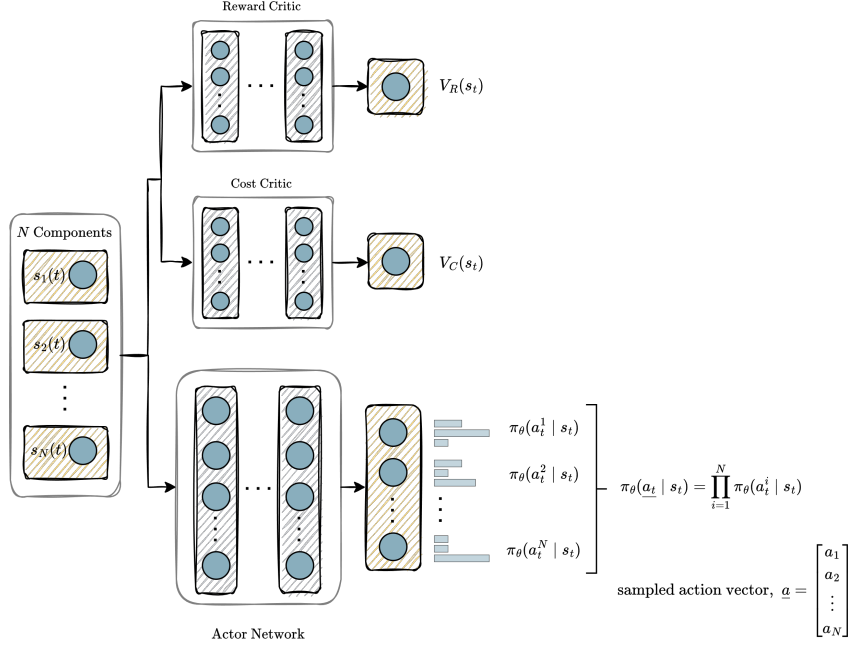 Reward Critic
. . .
V_R(s_t)
Cost Critic
. . .
V_C(s_t)
N Components
s_1(t)
s_2(t)
s_N(t)
. . .
π_θ(a_t^1 | s_t)
π_θ(a_t^2 | s_t)
π_θ(a_t^N | s_t)
π_θ(a_t | s_t) = ∏_{i=1}^{N} π_θ(a_t^i | s_t)
sampled action vector, a = [a_1 a_2 ⋮ a_N]
Actor Network